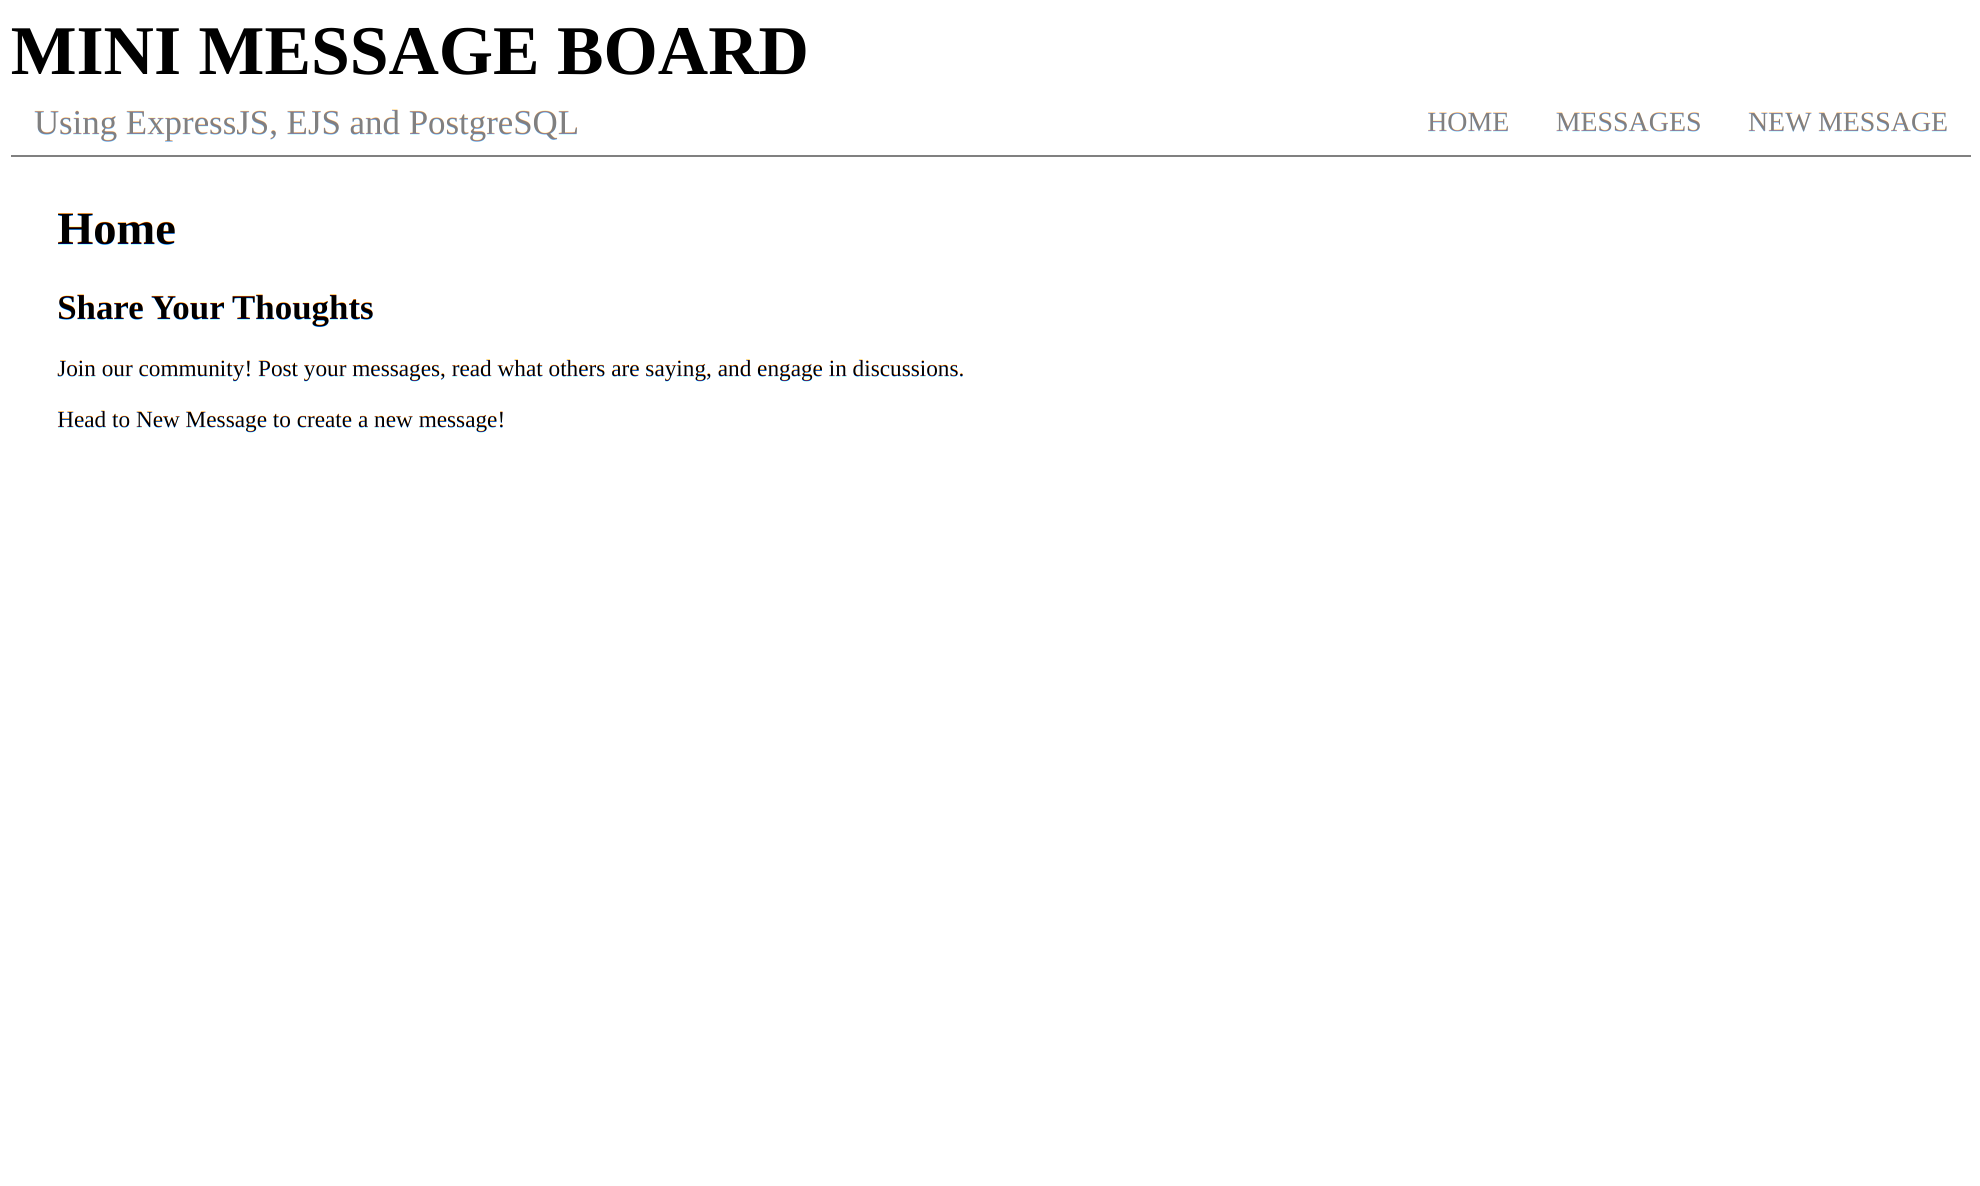 MINI MESSAGE BOARD
Using ExpressJS, EJS and PostgreSQL
HOME MESSAGES NEW MESSAGE
Home
Share Your Thoughts
Join our community! Post your messages, read what others are saying, and engage in discussions.
Head to New Message to create a new message!